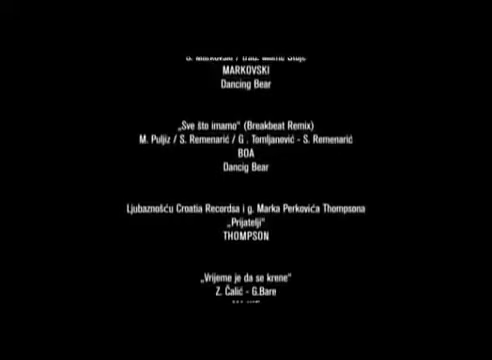 MARKOVSKI
Dancing Bear
„Sve što imamo“ (Breakbeat Remix)
M. Puljiz / S. Remenarić / G . Tomljanović - S. Remenarić
BOA
Dancig Bear
Ljubaznošću Croatia Recordsa i g. Marka Perkovića Thompsona
„Prijatelji“
THOMPSON
„Vrijeme je da se krene“
Z. Čalić - G.Bare